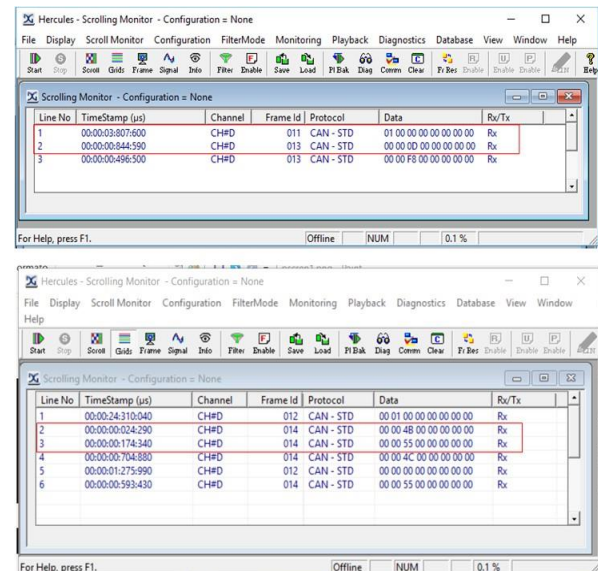 Hercules - Scrolling Monitor - Configuration = None
File Display Scroll Monitor Configuration FilterMode Monitoring Playback Diagnostics Database View Window Help
Start Stop Scroll Grids Frame Signal Info Filter Enable Save Load Pl Bak Diag Comm Clear Fr Res Enable Enable Enable Help
Scrolling Monitor - Configuration = None
Line No TimeStamp (µs) Channel Frame Id Protocol Data Rx/Tx
1 00:00:03:807:600 CH#D 011 CAN - STD 01 00 00 00 00 00 00 00 Rx
2 00:00:00:844:590 CH#D 013 CAN - STD 00 00 0D 00 00 00 00 00 Rx
3 00:00:00:496:500 CH#D 013 CAN - STD 00 00 F8 00 00 00 00 00 Rx
For Help, press F1. Offline NUM 0.1 %
Hercules - Scrolling Monitor - Configuration = None
File Display Scroll Monitor Configuration FilterMode Monitoring Playback Diagnostics Database View Window
Help
Start Stop Scroll Grids Frame Signal Info Filter Enable Save Load Pl Bak Diag Comm Clear Fr Res Enable Enable Enable
Scrolling Monitor - Configuration = None
Line No TimeStamp (µs) Channel Frame Id Protocol Data Rx/Tx
1 00:00:24:310:040 CH#D 012 CAN - STD 00 01 00 00 00 00 00 00 Rx
2 00:00:00:024:290 CH#D 014 CAN - STD 00 00 4B 00 00 00 00 00 Rx
3 00:00:00:174:340 CH#D 014 CAN - STD 00 00 55 00 00 00 00 00 Rx
4 00:00:00:704:880 CH#D 014 CAN - STD 00 00 4C 00 00 00 00 00 Rx
5 00:00:01:275:990 CH#D 012 CAN - STD 00 00 00 00 00 00 00 00 Rx
6 00:00:00:593:430 CH#D 014 CAN - STD 00 00 55 00 00 00 00 00 Rx
For Help, press F1. Offline NUM 0.1 %